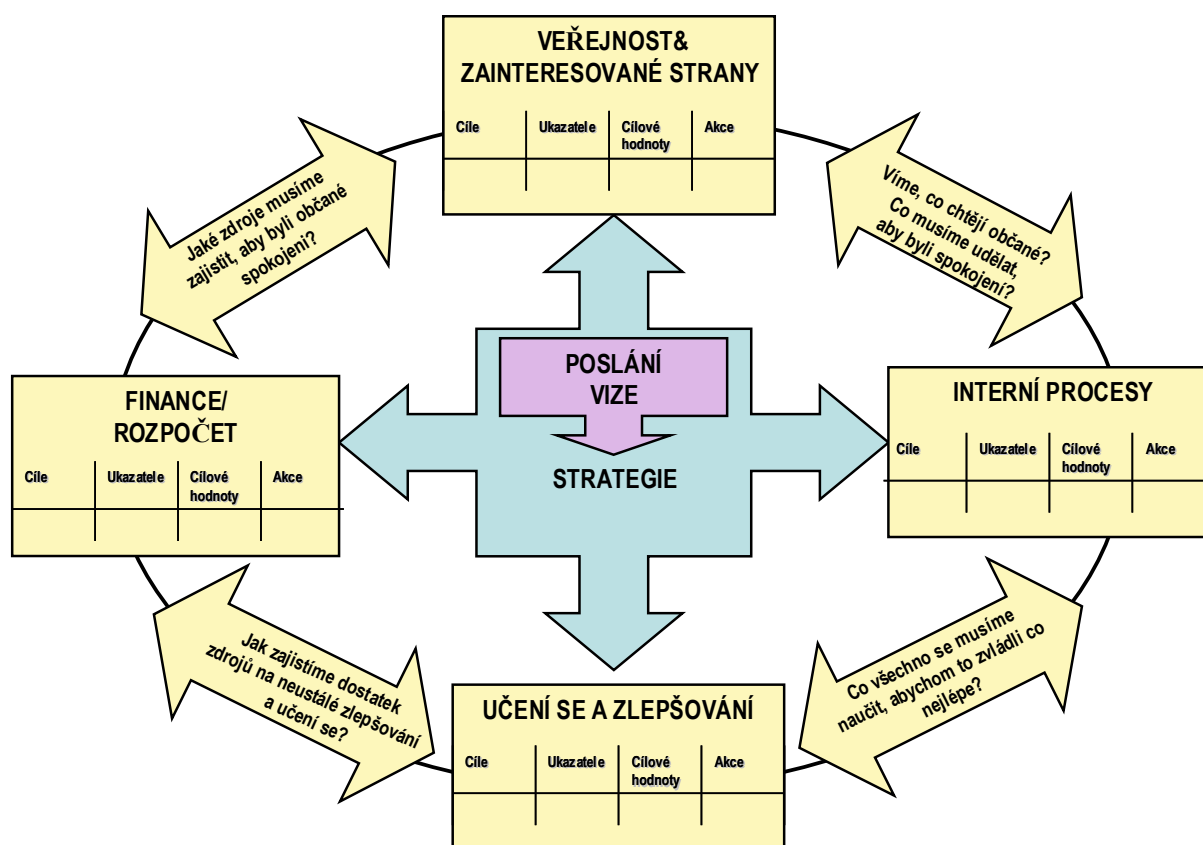 VEŘEJNOST&
ZAINTERESOVANÉ STRANY
Cíle Ukazatele Cílové Akce
hodnoty
Jaké zdroje musíme
zajistit, aby byli občané
spokojeni?
Víme, co chtějí občané?
Co musíme udělat,
aby byli spokojení?
POSLÁNÍ
VIZE
STRATEGIE
FINANCE/
ROZPOČET
Cíle Ukazatele Cílové Akce
hodnoty
INTERNÍ PROCESY
Cíle Ukazatele Cílové Akce
hodnoty
Jak zajistíme dostatek
zdrojů na neustálé zlepšování
a učení se?
Co všechno se musíme
naučit, abychom to zvládli co
nejlépe?
UČENÍ SE A ZLEPŠOVÁNÍ
Cíle Ukazatele Cílové Akce
hodnoty